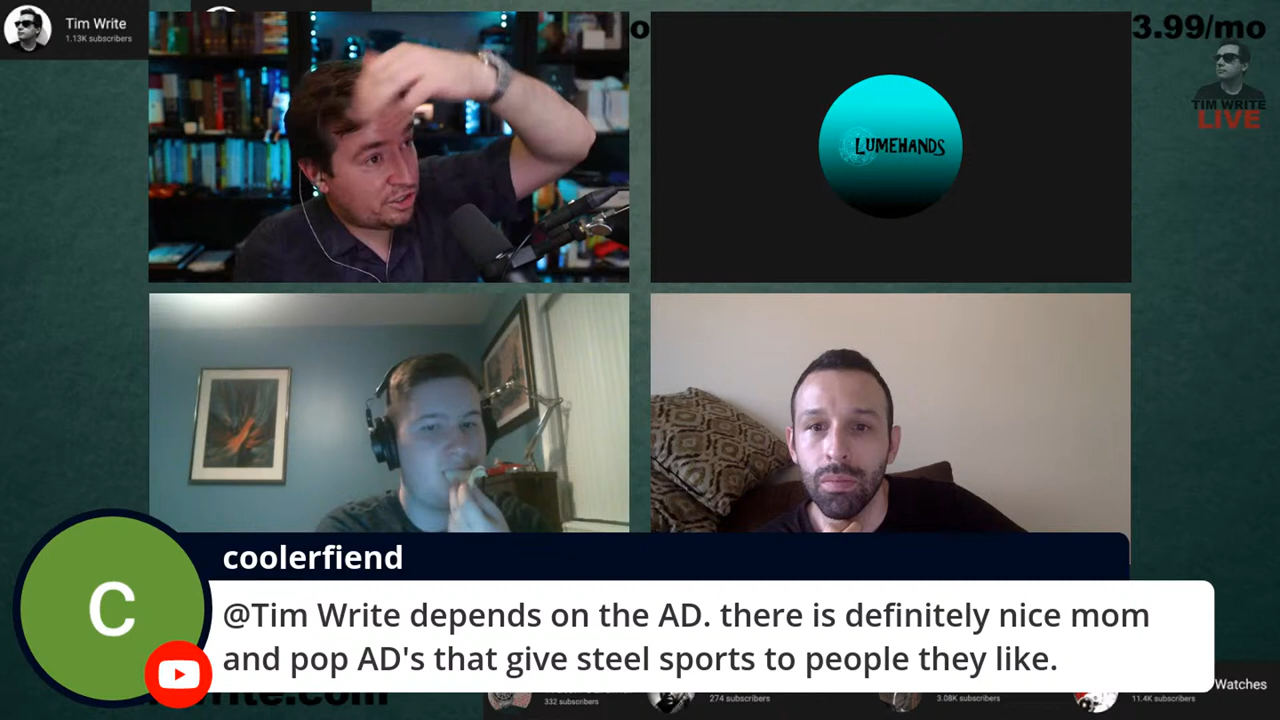 Tim Write
1.13K subscribers
3.99/mo
TIM WRITE
LIVE
LUMEHANDS
coolerfiend
C
@Tim Write depends on the AD. there is definitely nice mom
and pop AD's that give steel sports to people they like.
332 subscribers
274 subscribers
3.08K subscribers
11.4K subscribers
Watches